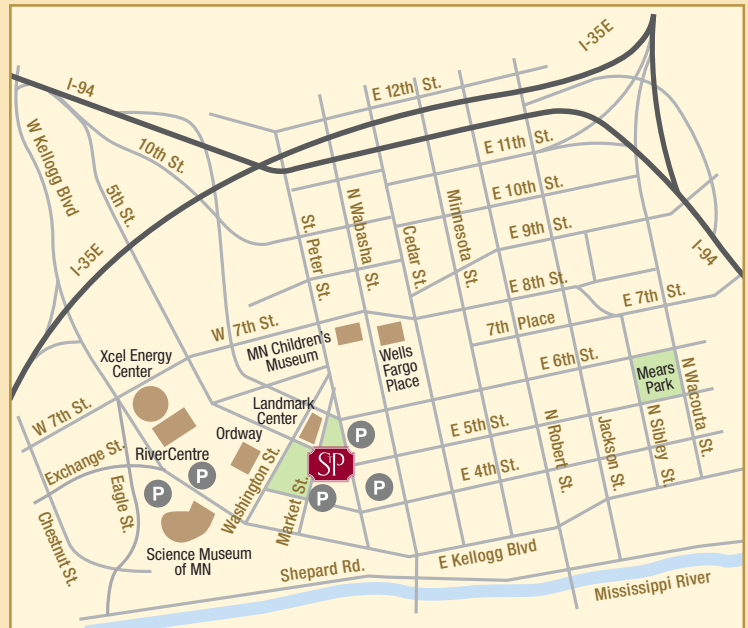 I-35E
I-94
E 12th St.
W Kellogg Blvd
10th St.
5th St.
E 11th St.
E 10th St.
St. Peter St.
N Wabasha St.
Cedar St.
Minnesota St.
E 9th St.
I-35E
I-94
E 8th St.
E 7th St.
W 7th St.
7th Place
MN Children's
Museum
Wells
Fargo
Place
Xcel Energy
Center
E 6th St.
Mears
Park
N Wacouta St.
W 7th St.
Landmark
Center
Ordway
RiverCentre
P
E 5th St.
N Robert St.
Jackson St.
N Sibley St.
Exchange St.
Eagle St.
P
P
Washington St.
SP
Market St.
P
P
E 4th St.
Chestnut St.
Science Museum
of MN
Shepard Rd.
E Kellogg Blvd
Mississippi River